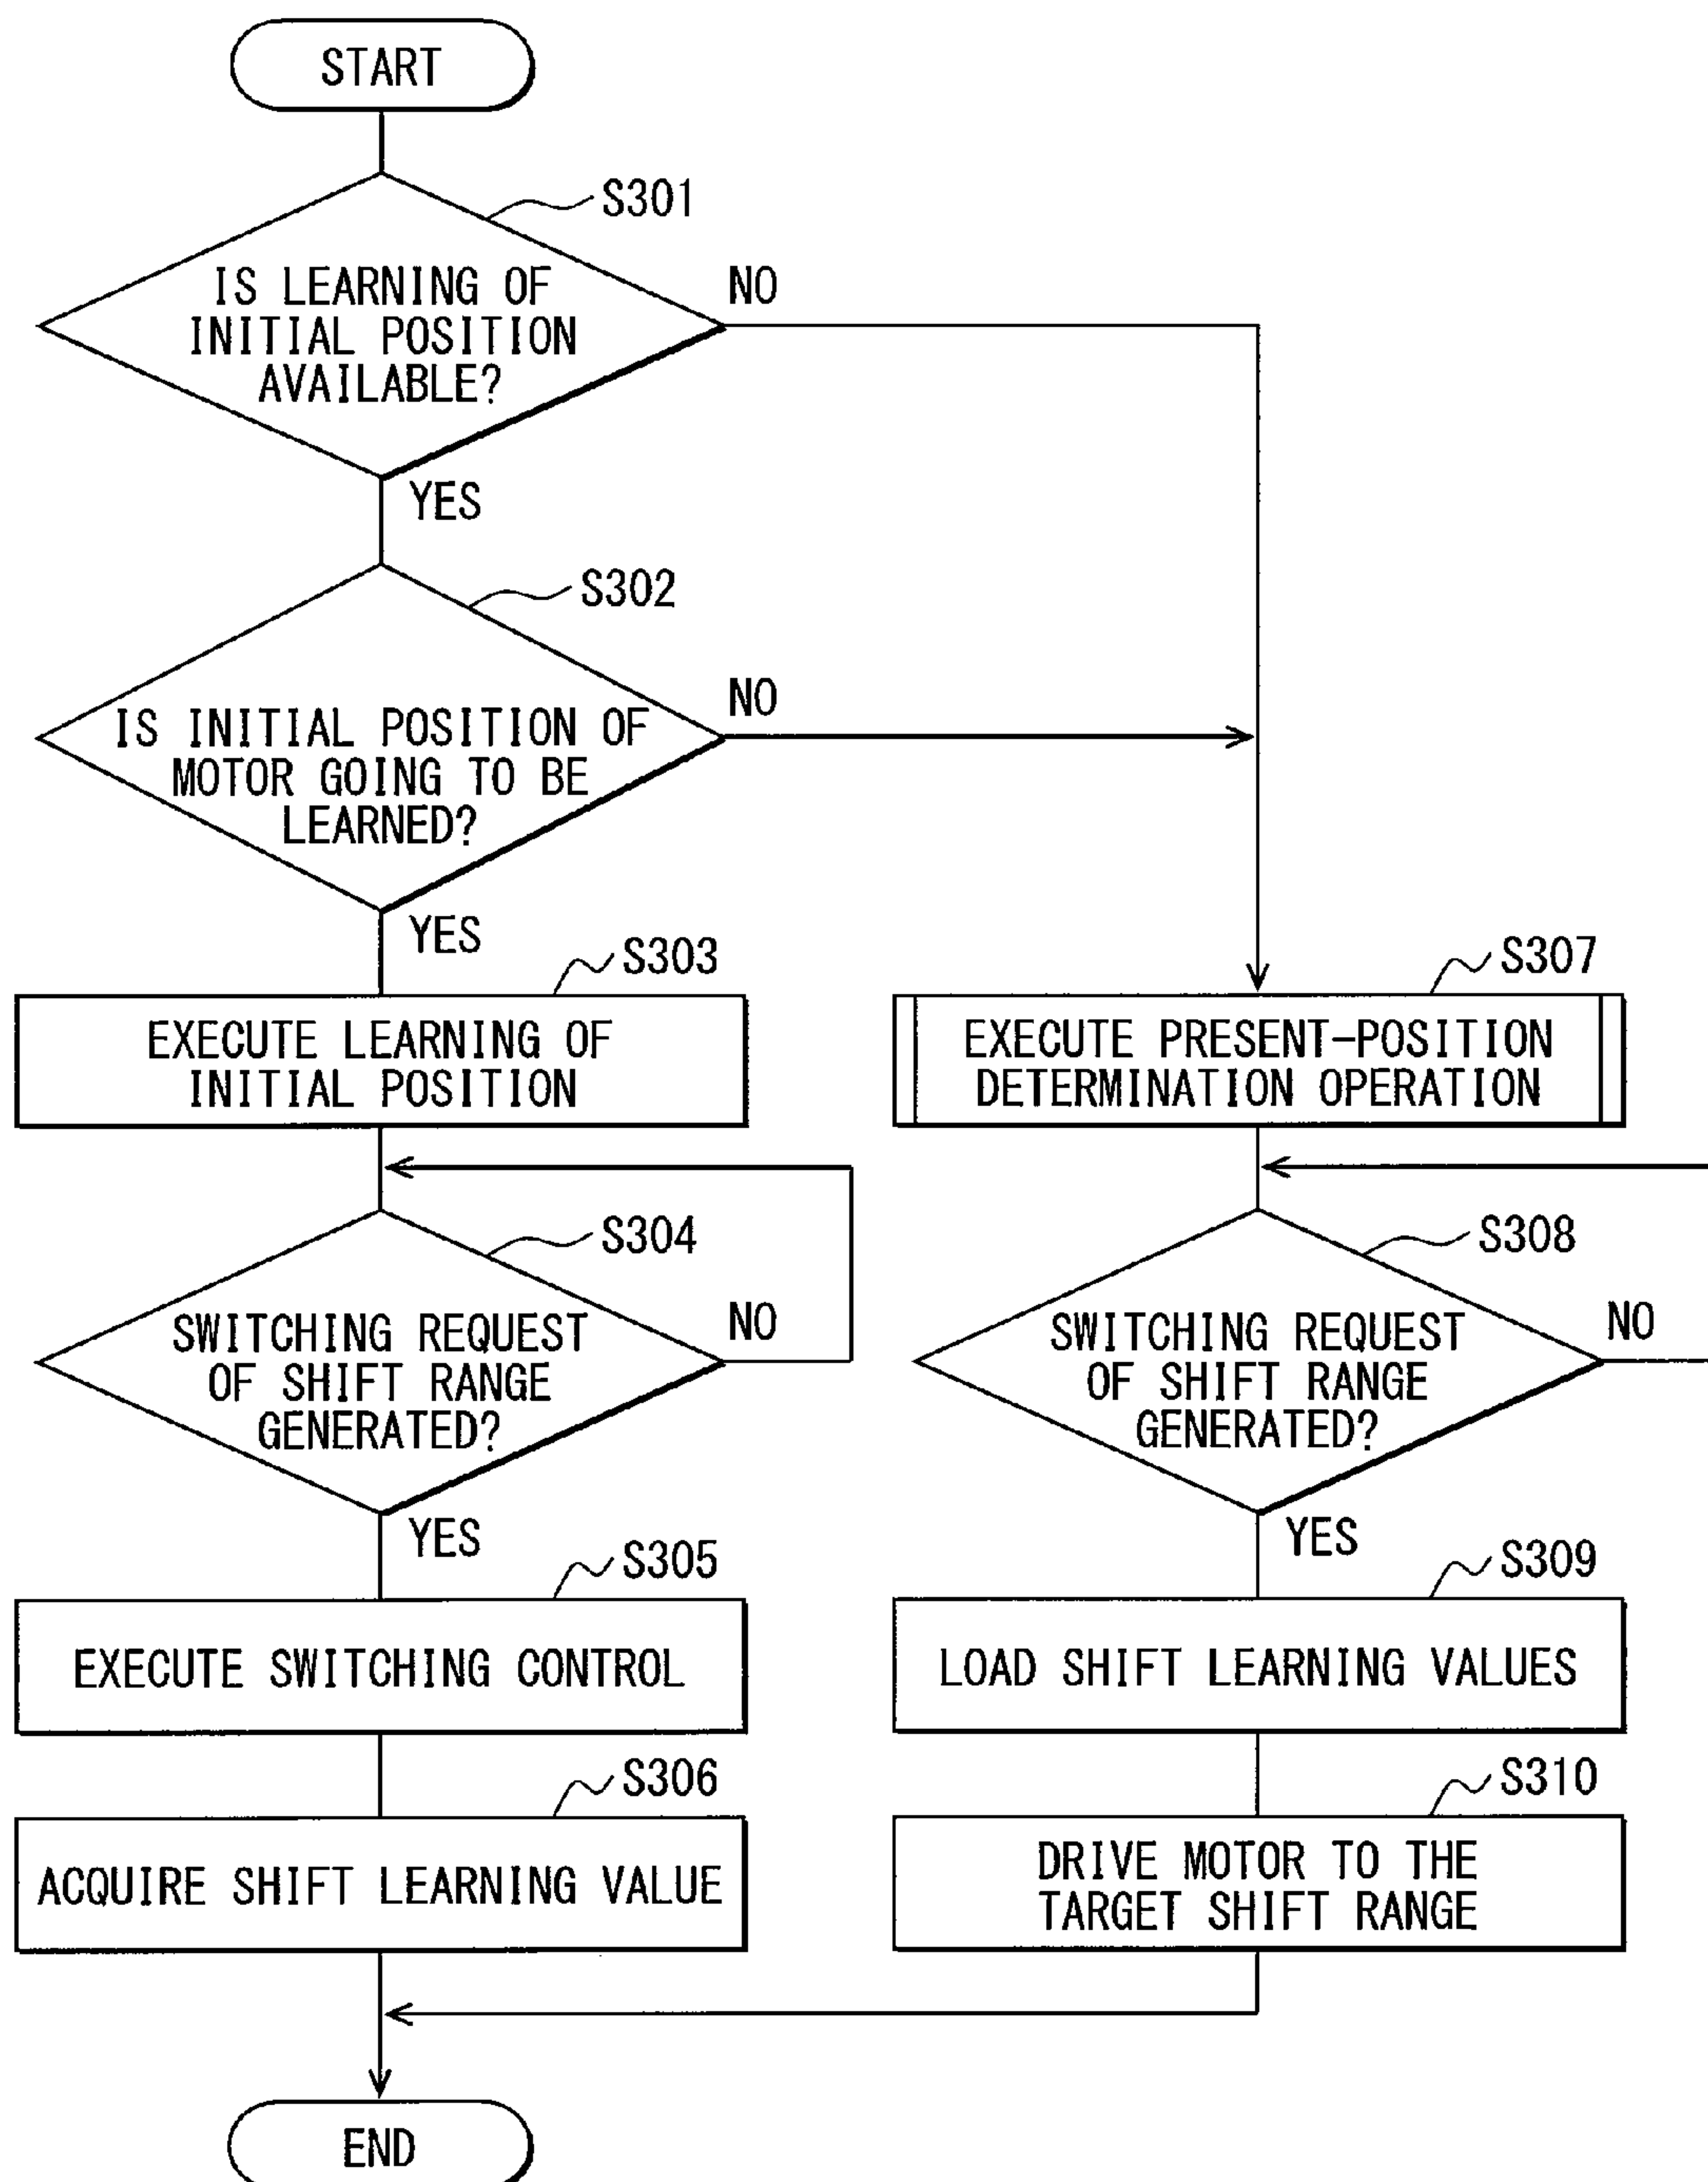 START
S301
IS LEARNING OF
INITIAL POSITION
AVAILABLE?
NO
YES
S302
IS INITIAL POSITION OF
MOTOR GOING TO BE
LEARNED?
NO
YES
S303
EXECUTE LEARNING OF
INITIAL POSITION
S304
SWITCHING REQUEST
OF SHIFT RANGE
GENERATED?
NO
YES
S305
EXECUTE SWITCHING CONTROL
S306
ACQUIRE SHIFT LEARNING VALUE
S307
EXECUTE PRESENT-POSITION
DETERMINATION OPERATION
S308
SWITCHING REQUEST
OF SHIFT RANGE
GENERATED?
NO
YES
S309
LOAD SHIFT LEARNING VALUES
S310
DRIVE MOTOR TO THE
TARGET SHIFT RANGE
END